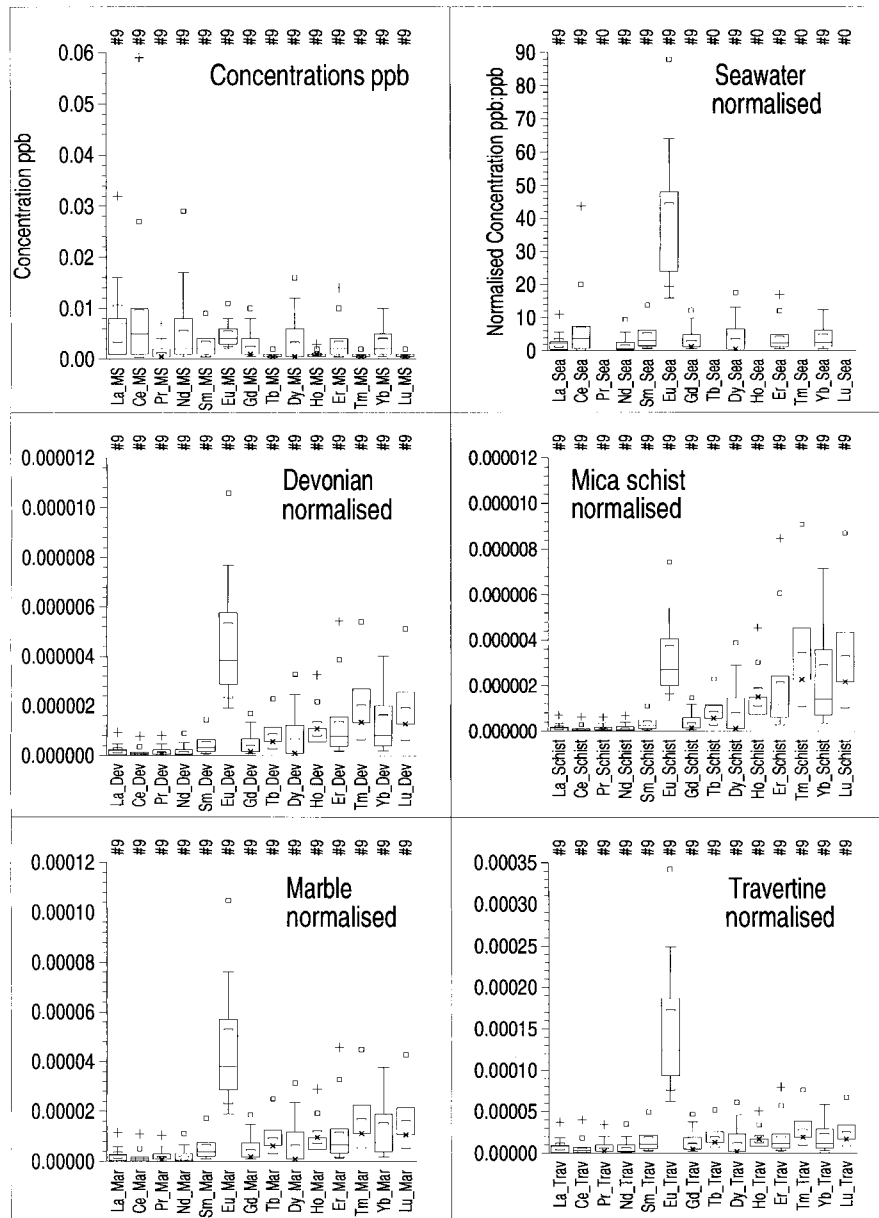 #9 #9 #9 #9 #9 #9 #9 #9 #9 #9 #9 #9 #9 #9
Concentrations ppb
Concentration ppb
0.06
0.05
0.04
0.03
0.02
0.01
0.00
La_MS Ce_MS Pr_MS Nd_MS Sm_MS Eu_MS Gd_MS Tb_MS Dy_MS Ho_MS Er_MS Tm_MS Yb_MS Lu_MS
#9 #9 #0 #9 #9 #9 #9 #0 #9 #0 #9 #0 #9 #0
Seawater
normalised
Normalised Concentration ppb:ppb
90
80
70
60
50
40
30
20
10
0
La_Sea Ce_Sea Pr_Sea Nd_Sea Sm_Sea Eu_Sea Gd_Sea Tb_Sea Dy_Sea Ho_Sea Er_Sea Tm_Sea Yb_Sea Lu_Sea
#9 #9 #9 #9 #9 #9 #9 #9 #9 #9 #9 #9 #9 #9
Devonian
normalised
0.000012
0.000010
0.000008
0.000006
0.000004
0.000002
0.000000
La_Dev Ce_Dev Pr_Dev Nd_Dev Sm_Dev Eu_Dev Gd_Dev Tb_Dev Dy_Dev Ho_Dev Er_Dev Tm_Dev Yb_Dev Lu_Dev
#9 #9 #9 #9 #9 #9 #9 #9 #9 #9 #9 #9 #9 #9
Mica schist
normalised
0.000012
0.000010
0.000008
0.000006
0.000004
0.000002
0.000000
La_Schist Ce_Schist Pr_Schist Nd_Schist Sm_Schist Eu_Schist Gd_Schist Tb_Schist Dy_Schist Ho_Schist Er_Schist Tm_Schist Yb_Schist Lu_Schist
#9 #9 #9 #9 #9 #9 #9 #9 #9 #9 #9 #9 #9 #9
Marble
normalised
0.00012
0.00010
0.00008
0.00006
0.00004
0.00002
0.00000
La_Mar Ce_Mar Pr_Mar Nd_Mar Sm_Mar Eu_Mar Gd_Mar Tb_Mar Dy_Mar Ho_Mar Er_Mar Tm_Mar Yb_Mar Lu_Mar
#9 #9 #9 #9 #9 #9 #9 #9 #9 #9 #9 #9 #9 #9
Travertine
normalised
0.00035
0.00030
0.00025
0.00020
0.00015
0.00010
0.00005
0.00000
La_Trav Ce_Trav Pr_Trav Nd_Trav Sm_Trav Eu_Trav Gd_Trav Tb_Trav Dy_Trav Ho_Trav Er_Trav Tm_Trav Yb_Trav Lu_Trav